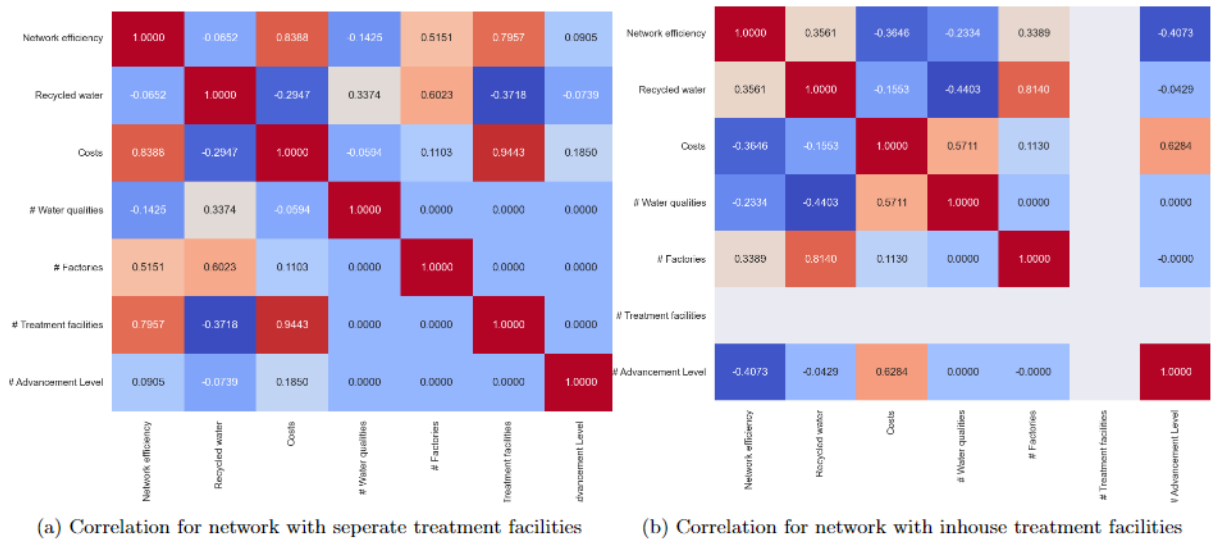 Network efficiency 1.0000 -0.0652 0.8388 -0.1425 0.5151 0.7957 0.0905
Recycled water -0.0652 1.0000 -0.2947 0.3374 0.6023 -0.3718 -0.0739
Costs 0.8388 -0.2947 1.0000 -0.0594 0.1103 0.9443 0.1850
# Water qualities -0.1425 0.3374 -0.0594 1.0000 0.0000 0.0000 0.0000
# Factories 0.5151 0.6023 0.1103 0.0000 1.0000 0.0000 0.0000
# Treatment facilities 0.7957 -0.3718 0.9443 0.0000 0.0000 1.0000 0.0000
# Advancement Level 0.0905 -0.0739 0.1850 0.0000 0.0000 0.0000 1.0000
Network efficiency
Recycled water
Costs
# Water qualities
# Factories
Treatment facilities
dvancement Level
(a) Correlation for network with seperate treatment facilities
Network efficiency 1.0000 0.3561 -0.3646 -0.2334 0.3389 -0.4073
Recycled water 0.3561 1.0000 -0.1553 -0.4403 0.8140 -0.0429
Costs -0.3646 -0.1553 1.0000 0.5711 0.1130 0.6284
# Water qualities -0.2334 -0.4403 0.5711 1.0000 0.0000 0.0000
# Factories 0.3389 0.8140 0.1130 0.0000 1.0000 -0.0000
# Treatment facilities
# Advancement Level -0.4073 -0.0429 0.6284 0.0000 -0.0000 1.0000
Network efficiency
Recycled water
Costs
# Water qualities
# Factories
# Treatment facilities
# Advancement Level
(b) Correlation for network with inhouse treatment facilities